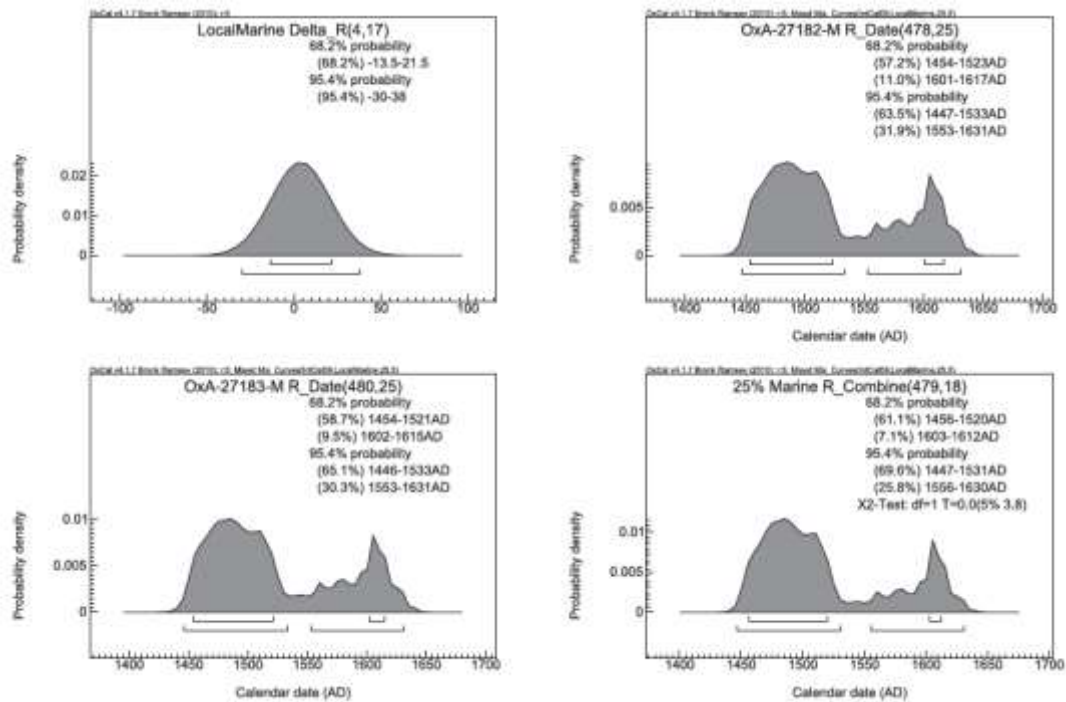 LocalMarine Delta_R(4,17)
68.2% probability
(68.2%) -13.5-21.5
95.4% probability
(95.4%) -30-38
Probability density
0.02
0.01
0
-100 -50 0 50 100
OxA-27182-M R_Date(478,25)
68.2% probability
(57.2%) 1454-1523AD
(11.0%) 1601-1617AD
95.4% probability
(63.5%) 1447-1533AD
(31.9%) 1553-1631AD
Probability density
0.005
0
1400 1450 1500 1550 1600 1650 1700
Calendar date (AD)
OxA-27183-M R_Date(480,25)
68.2% probability
(58.7%) 1454-1521AD
(9.5%) 1602-1615AD
95.4% probability
(65.1%) 1446-1533AD
(30.3%) 1553-1631AD
Probability density
0.01
0.005
0
1400 1450 1500 1550 1600 1650 1700
Calendar date (AD)
25% Marine R_Combine(479,18)
68.2% probability
(61.1%) 1456-1520AD
(7.1%) 1603-1612AD
95.4% probability
(69.6%) 1447-1531AD
(25.8%) 1556-1630AD
X2-Test: df=1 T=0.0(5% 3.8)
Probability density
0.01
0.005
0
1400 1450 1500 1550 1600 1650 1700
Calendar date (AD)